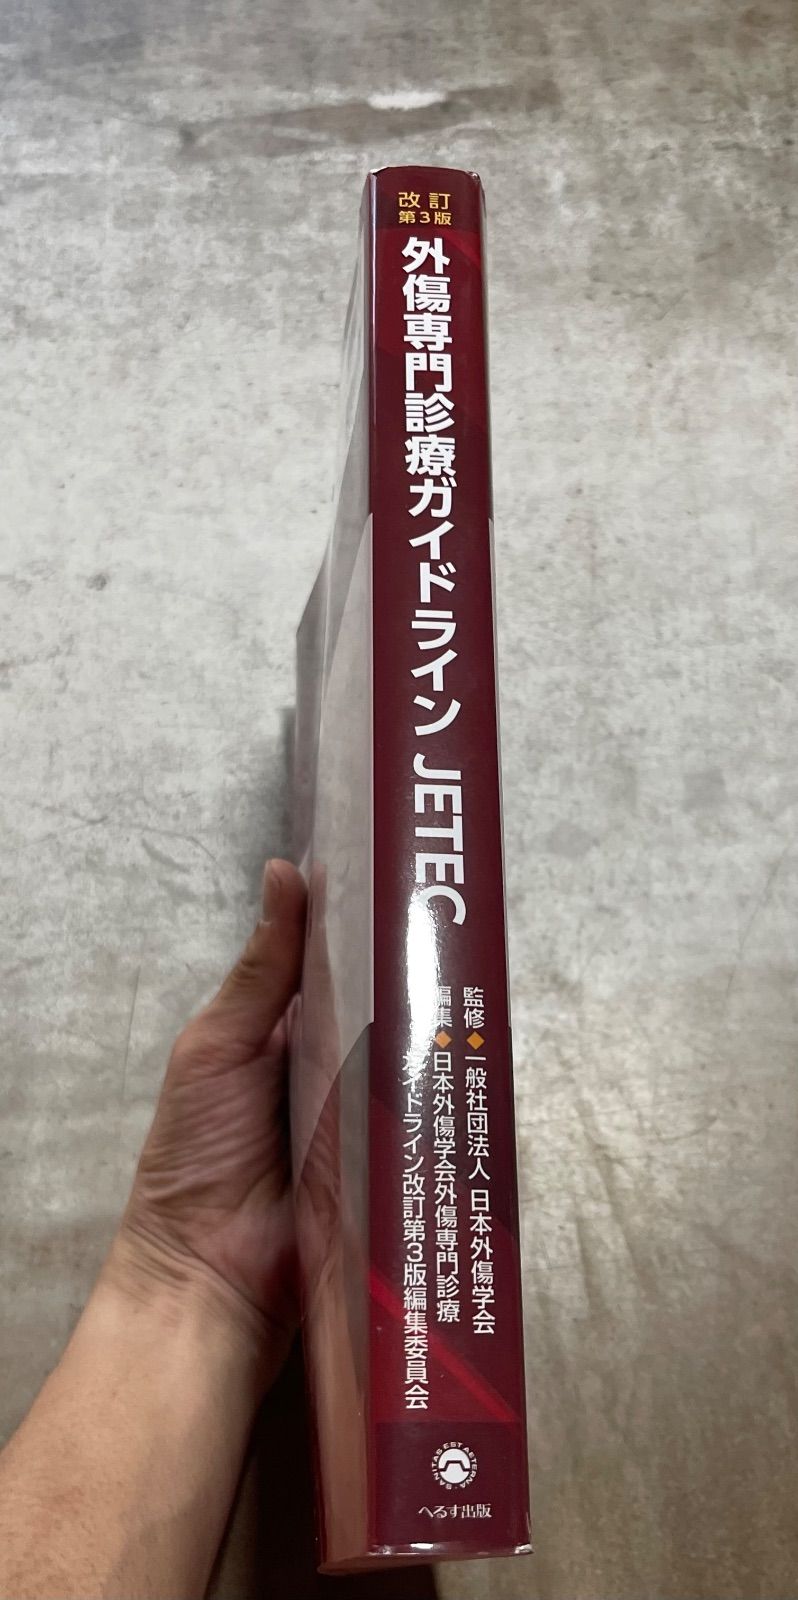 改訂
第3版
外傷専門診療ガイドライン JETEC
監修◆一般社団法人 日本外傷学会
編集◆日本外傷学会外傷専門診療
ガイドライン改訂第3版編集委員会
SANITAS EST AETERNA
へるす出版